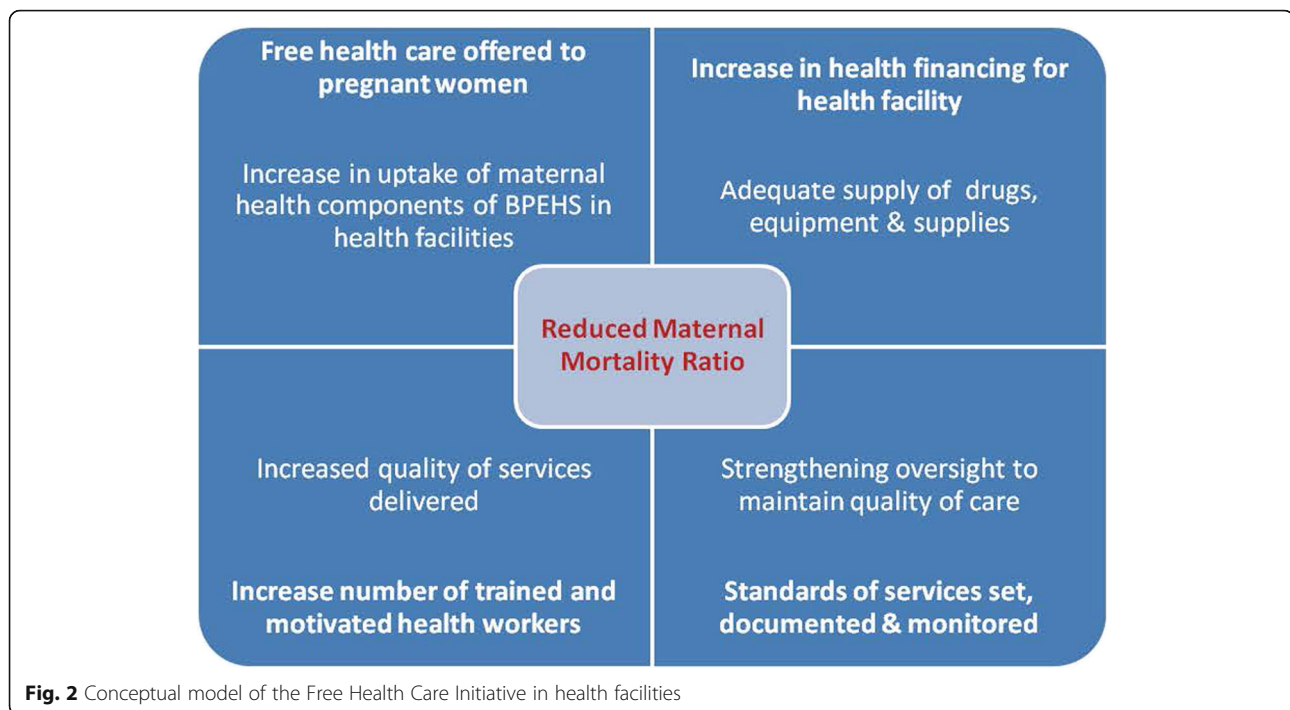 Free health care offered to
pregnant women
Increase in uptake of maternal
health components of BPEHS in
health facilities
Increase in health financing for
health facility
Adequate supply of drugs,
equipment & supplies
Reduced Maternal
Mortality Ratio
Increased quality of services
delivered
Increase number of trained and
motivated health workers
Strengthening oversight to
maintain quality of care
Standards of services set,
documented & monitored
Fig. 2 Conceptual model of the Free Health Care Initiative in health facilities